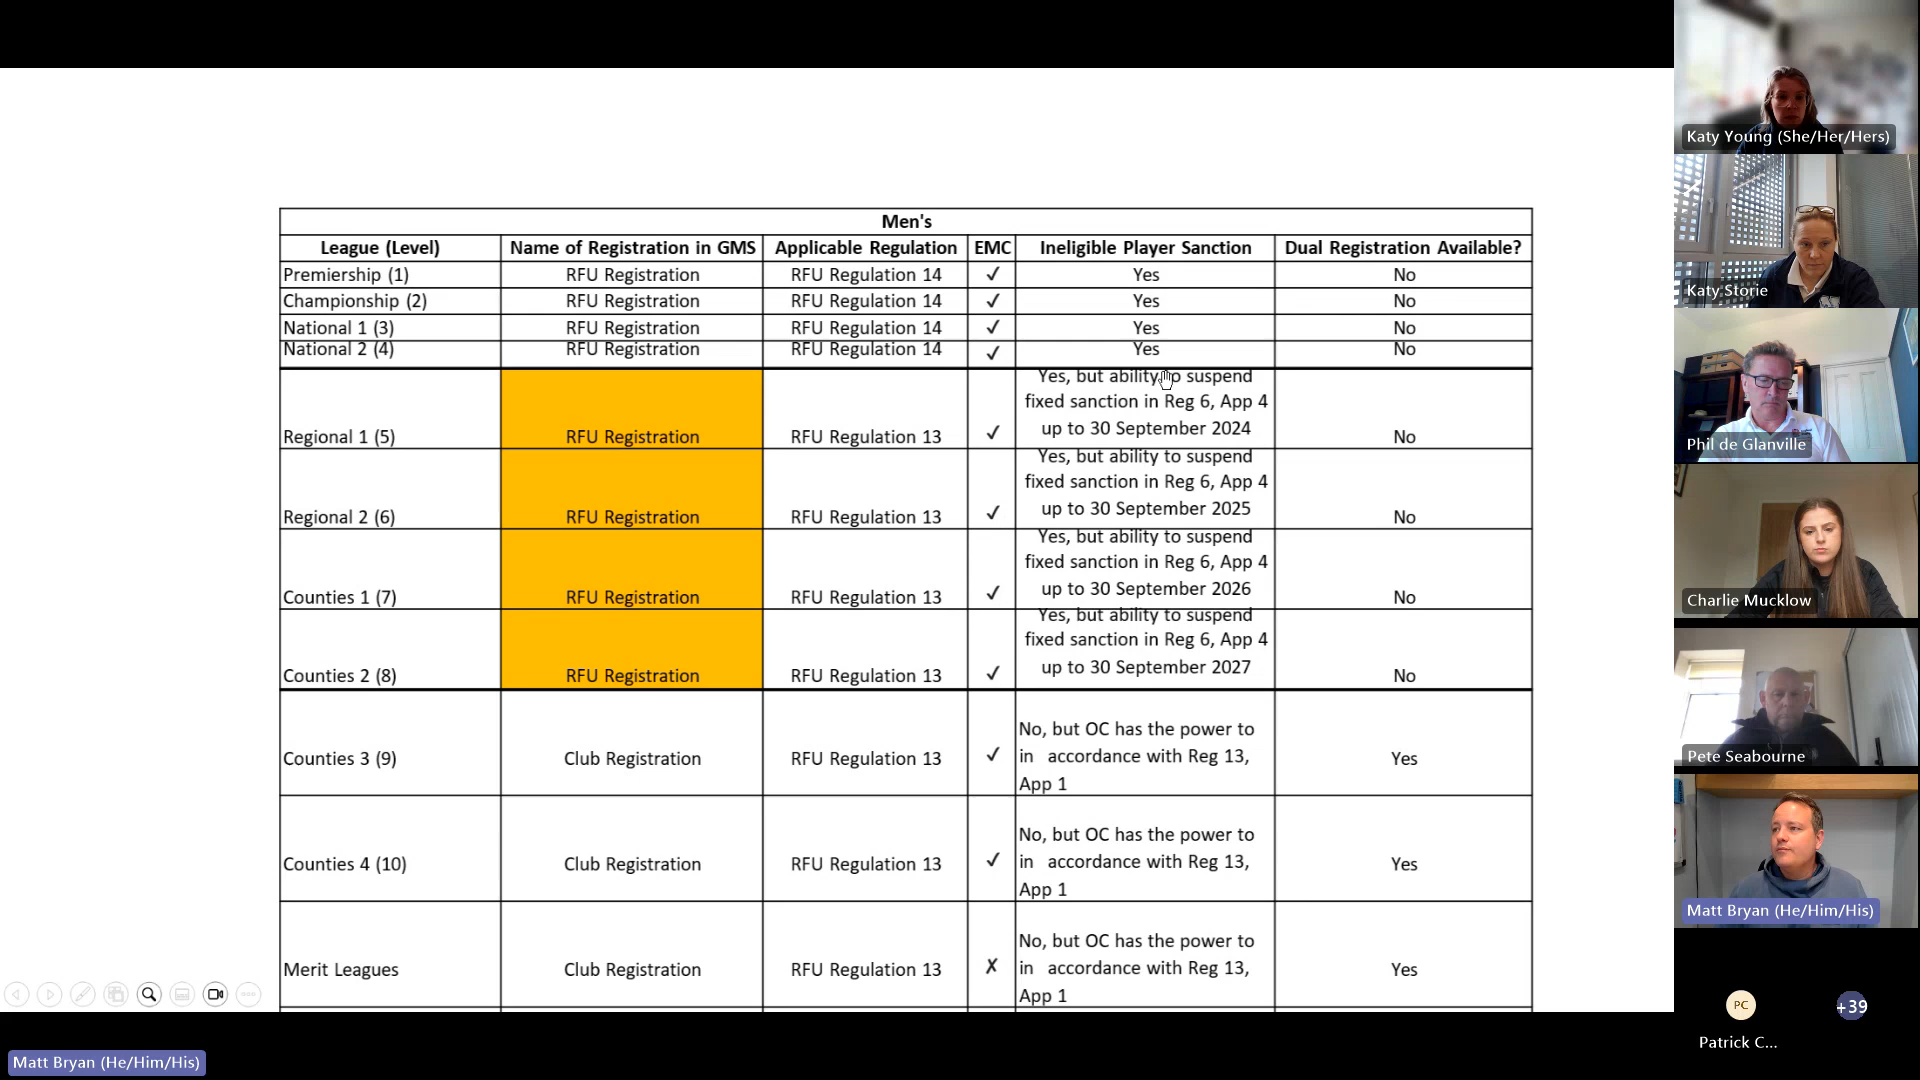 Men's
League (Level) Name of Registration in GMS Applicable Regulation EMC Ineligible Player Sanction Dual Registration Available?
Premiership (1) RFU Registration RFU Regulation 14 ✓ Yes No
Championship (2) RFU Registration RFU Regulation 14 ✓ Yes No
National 1 (3) RFU Registration RFU Regulation 14 ✓ Yes No
National 2 (4) RFU Registration RFU Regulation 14 ✓ Yes No
Yes, but ability to suspend
fixed sanction in Reg 6, App 4
up to 30 September 2024
Regional 1 (5) RFU Registration RFU Regulation 13 ✓ No
Yes, but ability to suspend
fixed sanction in Reg 6, App 4
up to 30 September 2025
Regional 2 (6) RFU Registration RFU Regulation 13 ✓ No
Yes, but ability to suspend
fixed sanction in Reg 6, App 4
up to 30 September 2026
Counties 1 (7) RFU Registration RFU Regulation 13 ✓ No
Yes, but ability to suspend
fixed sanction in Reg 6, App 4
up to 30 September 2027
Counties 2 (8) RFU Registration RFU Regulation 13 ✓ No
No, but OC has the power to
in accordance with Reg 13,
App 1
Counties 3 (9) Club Registration RFU Regulation 13 ✓ Yes
No, but OC has the power to
in accordance with Reg 13,
App 1
Counties 4 (10) Club Registration RFU Regulation 13 ✓ Yes
No, but OC has the power to
in accordance with Reg 13,
App 1
Merit Leagues Club Registration RFU Regulation 13 ✗ Yes
Katy Young (She/Her/Hers)
Katy Storie
Phil de Glanville
Charlie Mucklow
Pete Seabourne
Matt Bryan (He/Him/His)
PC
+39
Patrick C...
Matt Bryan (He/Him/His)